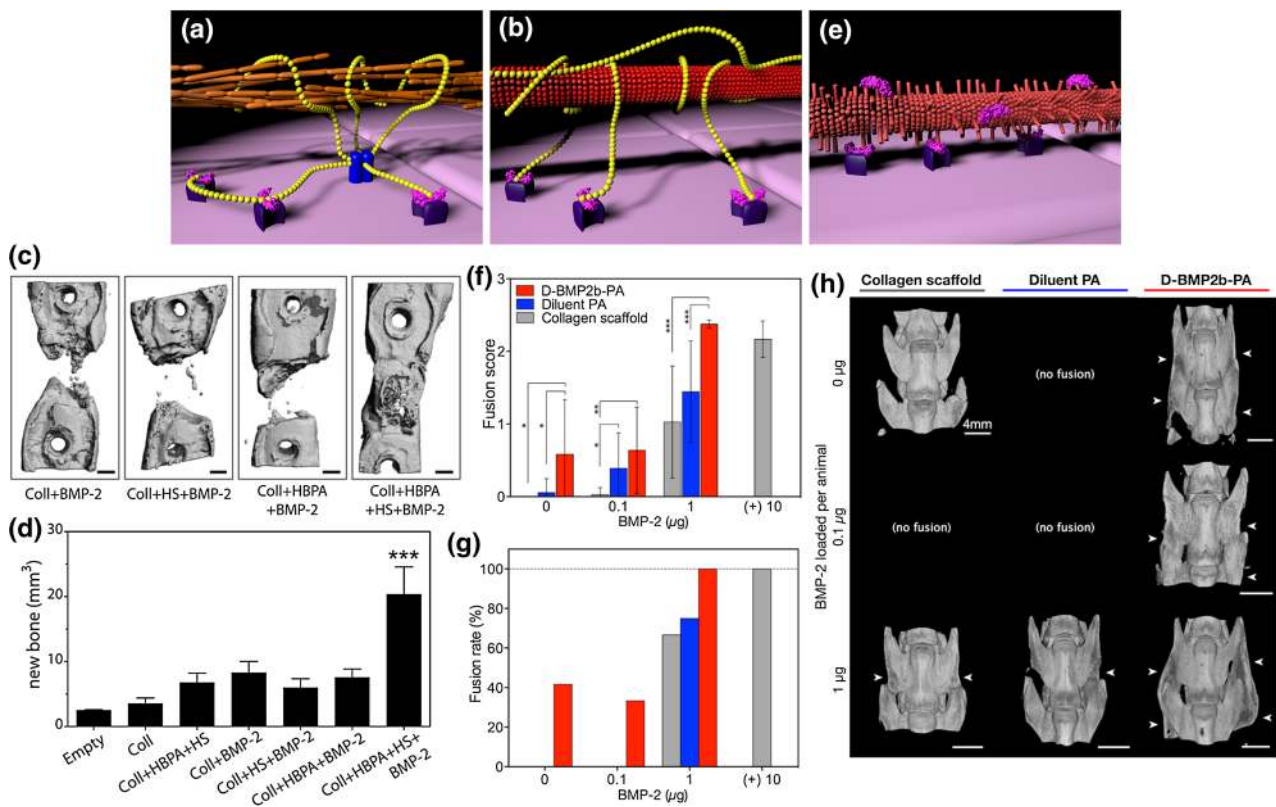 (a)
(b)
(e)
(c)
Coll+BMP-2
Coll+HS+BMP-2
Coll+HBPA
+BMP-2
Coll+HBPA
+HS+BMP-2
(d)
new bone (mm³)
30
20
10
0
Empty
Coll
Coll+HBPA+HS
Coll+BMP-2
Coll+HS+BMP-2
Coll+HBPA+BMP-2
Coll+HBPA+HS+
BMP-2
***
(f)
D-BMP2b-PA
Diluent PA
Collagen scaffold
Fusion score
2
1
0
*
*
*
**
***
***
0
0.1
1
(+) 10
BMP-2 (µg)
(g)
Fusion rate (%)
100
80
60
40
20
0
0
0.1
1
(+) 10
BMP-2 (µg)
(h)
Collagen scaffold
Diluent PA
D-BMP2b-PA
BMP-2 loaded per animal
0 µg
4mm
(no fusion)
0.1 µg
(no fusion)
(no fusion)
1 µg